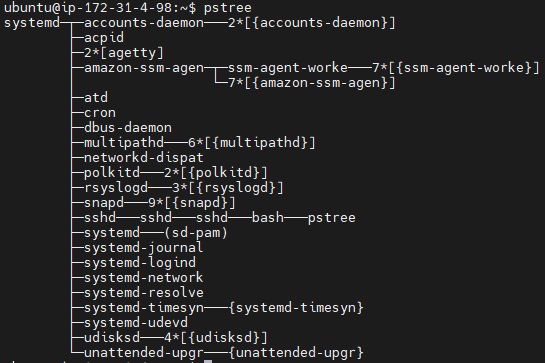 ubuntu@ip-172-31-4-98:~$ pstree
systemd─┬─accounts-daemon───2*[{accounts-daemon}]
        ├─acpid
        ├─2*[agetty]
        ├─amazon-ssm-agen─┬─ssm-agent-worke───7*[{ssm-agent-worke}]
        │                 └─7*[{amazon-ssm-agen}]
        ├─atd
        ├─cron
        ├─dbus-daemon
        ├─multipathd───6*[{multipathd}]
        ├─networkd-dispat
        ├─polkitd───2*[{polkitd}]
        ├─rsyslogd───3*[{rsyslogd}]
        ├─snapd───9*[{snapd}]
        ├─sshd───sshd───sshd───bash───pstree
        ├─systemd───(sd-pam)
        ├─systemd-journal
        ├─systemd-logind
        ├─systemd-network
        ├─systemd-resolve
        ├─systemd-timesyn───{systemd-timesyn}
        ├─systemd-udevd
        ├─udisksd───4*[{udisksd}]
        └─unattended-upgr───{unattended-upgr}